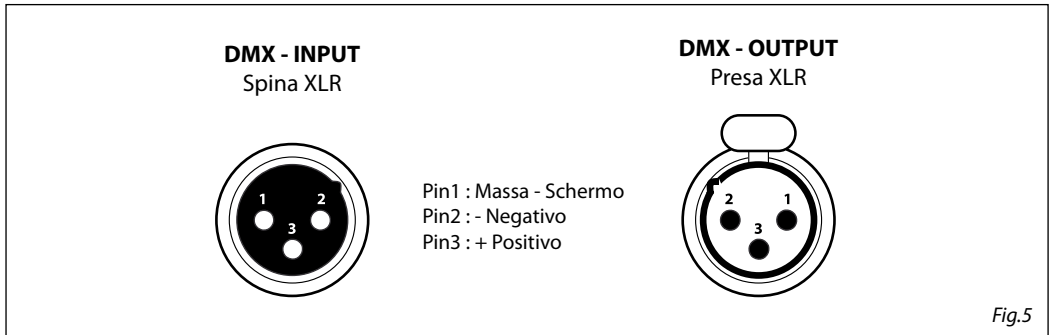 DMX - INPUT
Spina XLR
1
2
3
Pin1 : Massa - Schermo
Pin2 : - Negativo
Pin3 : + Positivo
DMX - OUTPUT
Presa XLR
2
1
3
Fig.5